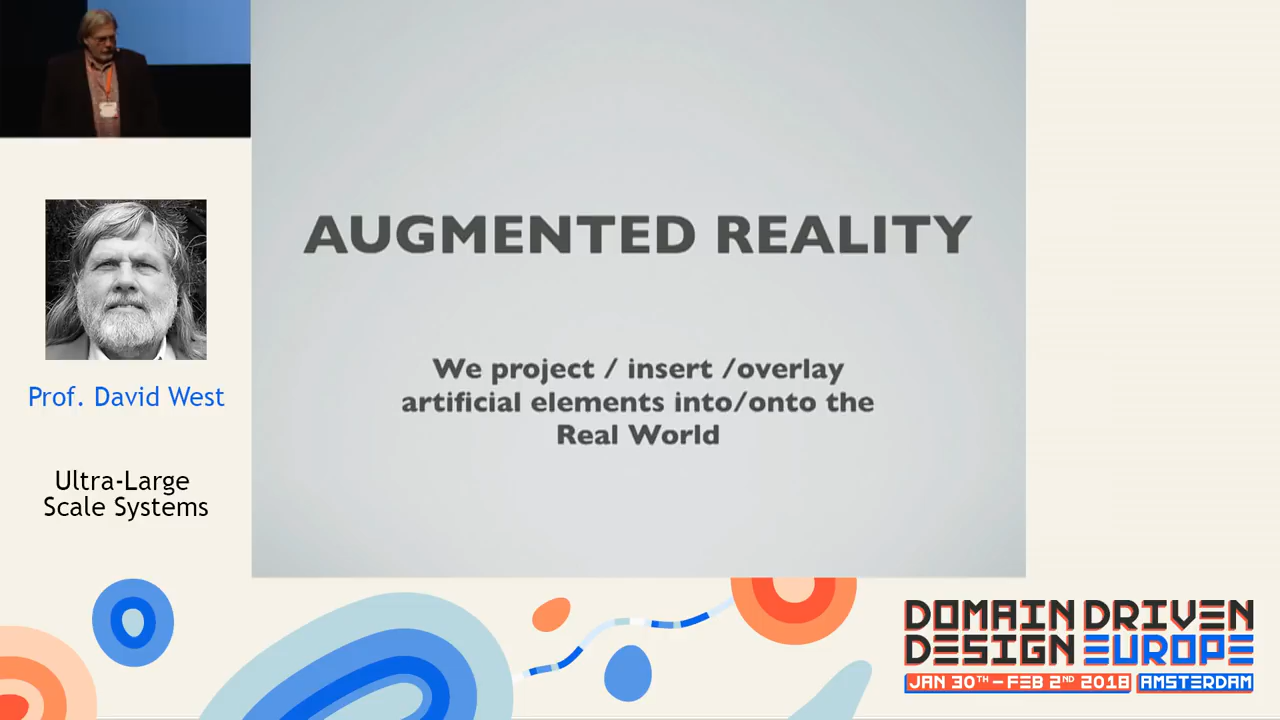 AUGMENTED REALITY
We project / insert /overlay
artificial elements into/onto the
Real World
Prof. David West
Ultra-Large
Scale Systems
DOMAIN DRIVEN
DESIGN EUROPE
JAN 30TH - FEB 2ND 2018 AMSTERDAM